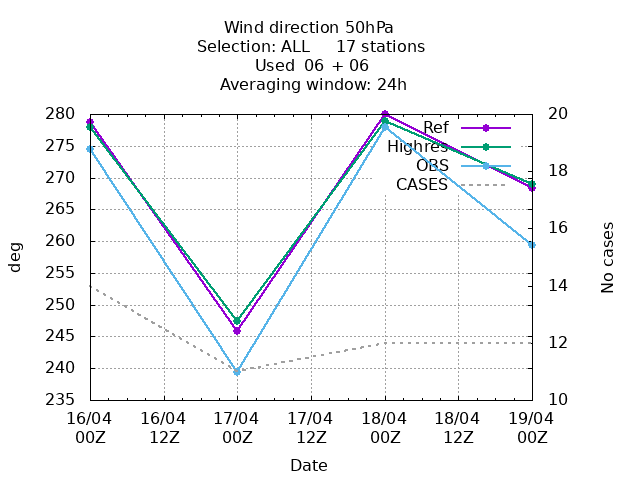 Wind direction 50hPa
Selection: ALL 17 stations
Used 06 + 06
Averaging window: 24h
280
275
270
265
260
255
250
245
240
235
deg
20
18
16
14
12
10
No cases
Ref
Highres
OBS
CASES
16/04 16/04 17/04 17/04 18/04 18/04 19/04
00Z 12Z 00Z 12Z 00Z 12Z 00Z
Date